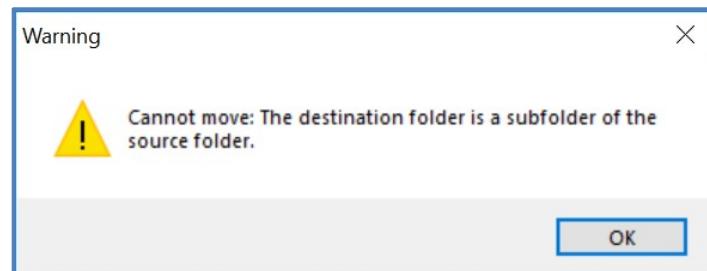 Warning
Cannot move: The destination folder is a subfolder of the
source folder.
OK